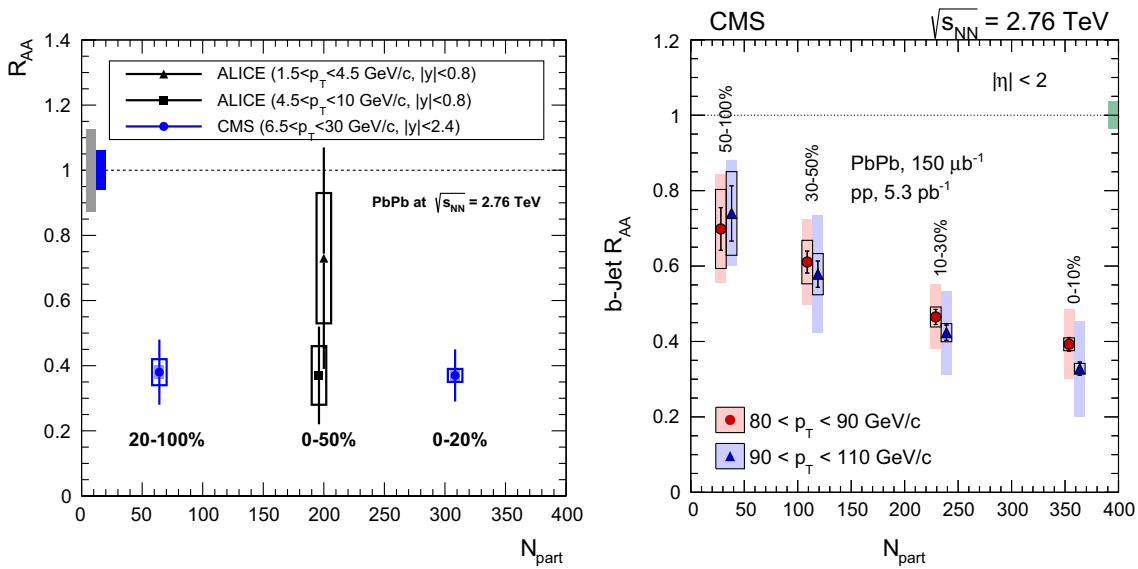 R_AA
1.4
1.2
1
0.8
0.6
0.4
0.2
0
ALICE (1.5<p_T<4.5 GeV/c, |y|<0.8)
ALICE (4.5<p_T<10 GeV/c, |y|<0.8)
CMS (6.5<p_T<30 GeV/c, |y|<2.4)
PbPb at √s_NN = 2.76 TeV
20-100%
0-50%
0-20%
0 50 100 150 200 250 300 350 400
N_part
CMS
√s_NN = 2.76 TeV
b-Jet R_AA
1.2
1
0.8
0.6
0.4
0.2
0
|η| < 2
50-100%
30-50%
10-30%
0-10%
PbPb, 150 μb⁻¹
pp, 5.3 pb⁻¹
80 < p_T < 90 GeV/c
90 < p_T < 110 GeV/c
0 50 100 150 200 250 300 350 400
N_part